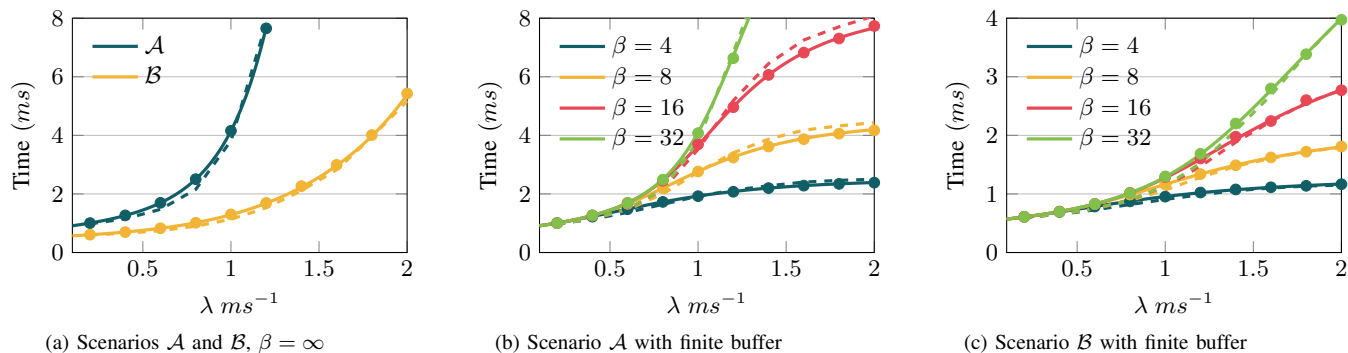 8
6
4
2
0
0.5 1 1.5 2
Time (ms)
λ ms⁻¹
𝒜
ℬ
(a) Scenarios 𝒜 and ℬ, β = ∞
8
6
4
2
0
0.5 1 1.5 2
Time (ms)
λ ms⁻¹
β = 4
β = 8
β = 16
β = 32
(b) Scenario 𝒜 with finite buffer
4
3
2
1
0
0.5 1 1.5 2
Time (ms)
λ ms⁻¹
β = 4
β = 8
β = 16
β = 32
(c) Scenario ℬ with finite buffer